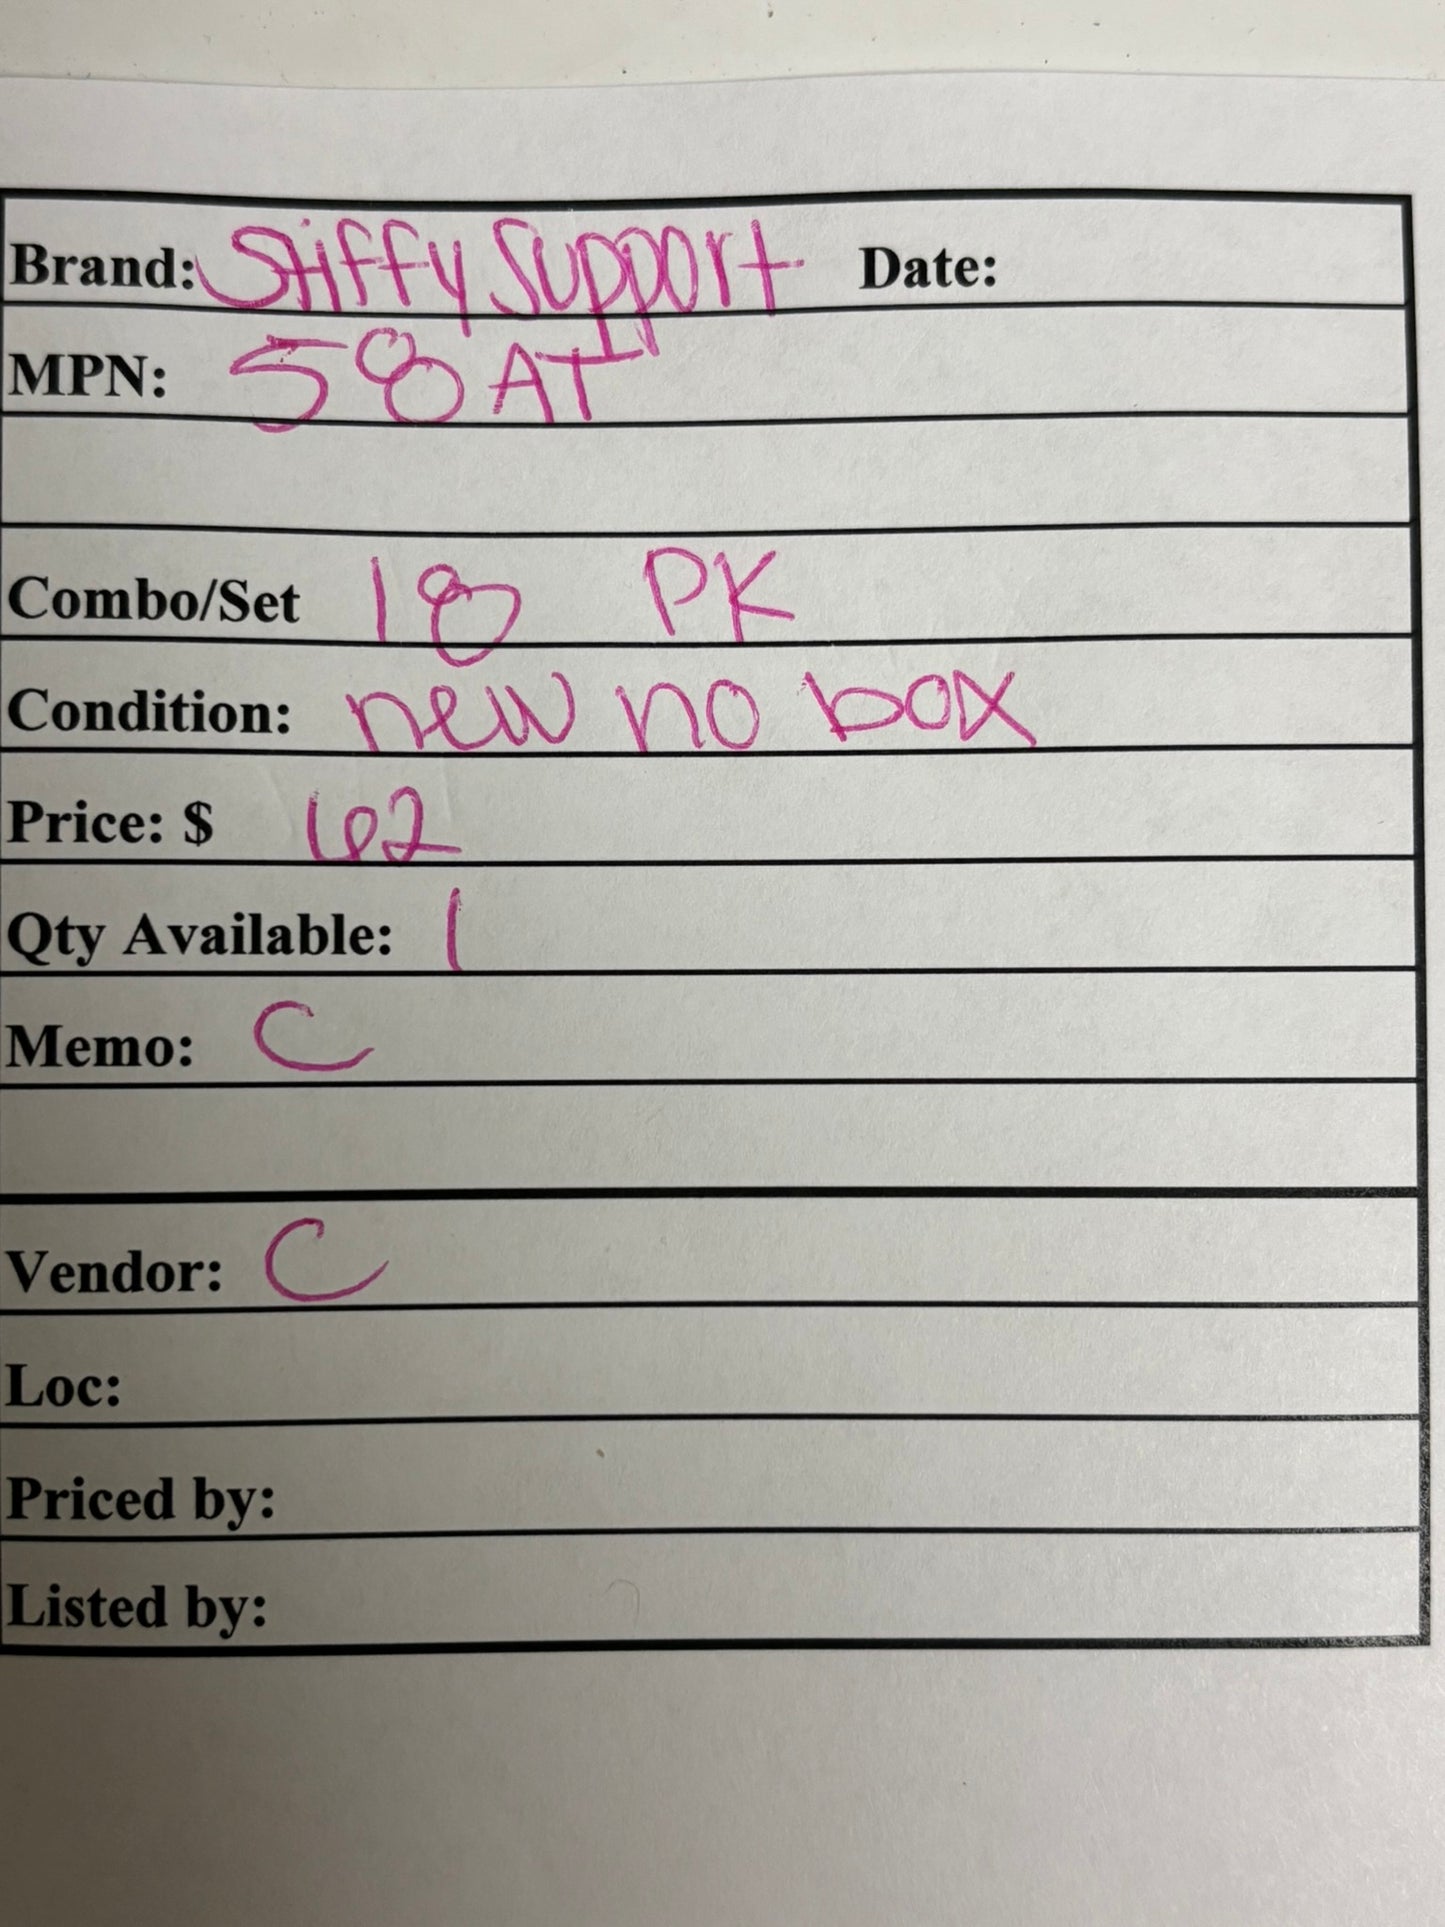 Brand: Stiffy Support Date:
MPN: 58AT
Combo/Set 18 PK
Condition: new no box
Price: $ 62
Qty Available: 1
Memo: C
Vendor: C
Loc:
Priced by:
Listed by: